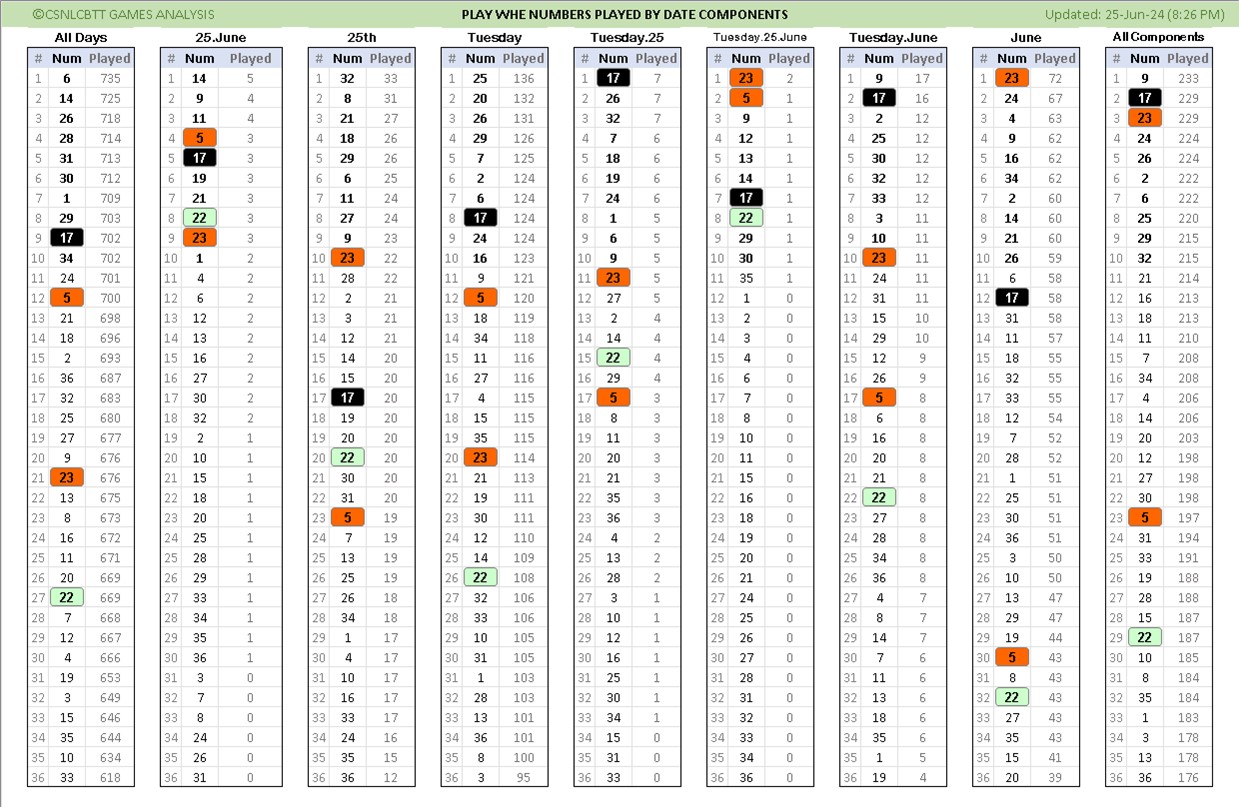 ©CSNLCBTT GAMES ANALYSIS PLAY WHE NUMBERS PLAYED BY DATE COMPONENTS Updated: 25-Jun-24 (8:26 PM)
All Days 25.June 25th Tuesday Tuesday.25 Tuesday.25.June Tuesday.June June All Components
# Num Played # Num Played # Num Played # Num Played # Num Played # Num Played # Num Played # Num Played # Num Played
1 6 735 1 14 5 1 32 33 1 25 136 1 17 7 1 23 2 1 9 17 1 23 72 1 9 233
2 14 725 2 9 4 2 8 31 2 20 132 2 26 7 2 5 1 2 17 16 2 24 67 2 17 229
3 26 718 3 11 4 3 21 27 3 26 131 3 32 7 3 9 1 3 2 12 3 4 63 3 23 229
4 28 714 4 5 3 4 18 26 4 29 126 4 7 6 4 12 1 4 25 12 4 9 62 4 24 224
5 31 713 5 17 3 5 29 26 5 7 125 5 18 6 5 13 1 5 30 12 5 16 62 5 26 224
6 30 712 6 19 3 6 6 25 6 2 124 6 19 6 6 14 1 6 32 12 6 34 62 6 2 222
7 1 709 7 21 3 7 11 24 7 6 124 7 24 6 7 17 1 7 33 12 7 2 60 7 6 222
8 29 703 8 22 3 8 27 24 8 17 124 8 1 5 8 22 1 8 3 11 8 14 60 8 25 220
9 17 702 9 23 3 9 9 23 9 24 124 9 6 5 9 29 1 9 10 11 9 21 60 9 29 215
10 34 702 10 1 2 10 23 22 10 16 123 10 9 5 10 30 1 10 23 11 10 26 59 10 32 215
11 24 701 11 4 2 11 28 22 11 9 121 11 23 5 11 35 1 11 24 11 11 6 58 11 21 214
12 5 700 12 6 2 12 2 21 12 5 120 12 27 5 12 1 0 12 31 11 12 17 58 12 16 213
13 21 698 13 12 2 13 3 21 13 18 119 13 2 4 13 2 0 13 15 10 13 31 58 13 18 213
14 18 696 14 13 2 14 12 21 14 34 118 14 14 4 14 3 0 14 29 10 14 11 57 14 11 210
15 2 693 15 16 2 15 14 20 15 11 116 15 22 4 15 4 0 15 12 9 15 18 55 15 7 208
16 36 687 16 27 2 16 15 20 16 27 116 16 29 4 16 6 0 16 26 9 16 32 55 16 34 208
17 32 683 17 30 2 17 17 20 17 4 115 17 5 3 17 7 0 17 5 8 17 33 55 17 4 206
18 25 680 18 32 2 18 19 20 18 15 115 18 8 3 18 8 0 18 6 8 18 12 54 18 14 206
19 27 677 19 2 1 19 20 20 19 35 115 19 11 3 19 10 0 19 16 8 19 7 52 19 20 203
20 9 676 20 10 1 20 22 20 20 23 114 20 20 3 20 11 0 20 20 8 20 28 52 20 12 198
21 23 676 21 15 1 21 30 20 21 21 113 21 21 3 21 15 0 21 21 8 21 1 51 21 27 198
22 13 675 22 18 1 22 31 20 22 19 111 22 35 3 22 16 0 22 22 8 22 25 51 22 30 198
23 8 673 23 20 1 23 5 19 23 30 111 23 36 3 23 18 0 23 27 8 23 30 51 23 5 197
24 16 672 24 25 1 24 7 19 24 12 110 24 4 2 24 19 0 24 28 8 24 36 51 24 31 194
25 11 671 25 28 1 25 13 19 25 14 109 25 13 2 25 20 0 25 34 8 25 3 50 25 33 191
26 20 669 26 29 1 26 25 19 26 22 108 26 28 2 26 21 0 26 36 8 26 10 50 26 19 188
27 22 669 27 33 1 27 26 18 27 32 106 27 3 1 27 24 0 27 4 7 27 13 47 27 28 188
28 7 668 28 34 1 28 34 18 28 33 106 28 10 1 28 25 0 28 8 7 28 29 47 28 15 187
29 12 667 29 35 1 29 1 17 29 10 105 29 12 1 29 26 0 29 14 7 29 19 44 29 22 187
30 4 666 30 36 1 30 4 17 30 31 105 30 16 1 30 27 0 30 7 6 30 5 43 30 10 185
31 19 653 31 3 0 31 10 17 31 1 103 31 25 1 31 28 0 31 11 6 31 8 43 31 8 184
32 3 649 32 7 0 32 16 17 32 28 103 32 30 1 32 31 0 32 13 6 32 22 43 32 35 184
33 15 646 33 8 0 33 33 17 33 13 101 33 34 1 33 32 0 33 18 6 33 27 43 33 1 183
34 35 644 34 24 0 34 24 16 34 36 101 34 15 0 34 33 0 34 35 6 34 35 43 34 3 178
35 10 634 35 26 0 35 35 15 35 8 100 35 31 0 35 34 0 35 1 5 35 15 41 35 13 178
36 33 618 36 31 0 36 36 12 36 3 95 36 33 0 36 36 0 36 19 4 36 20 39 36 36 176